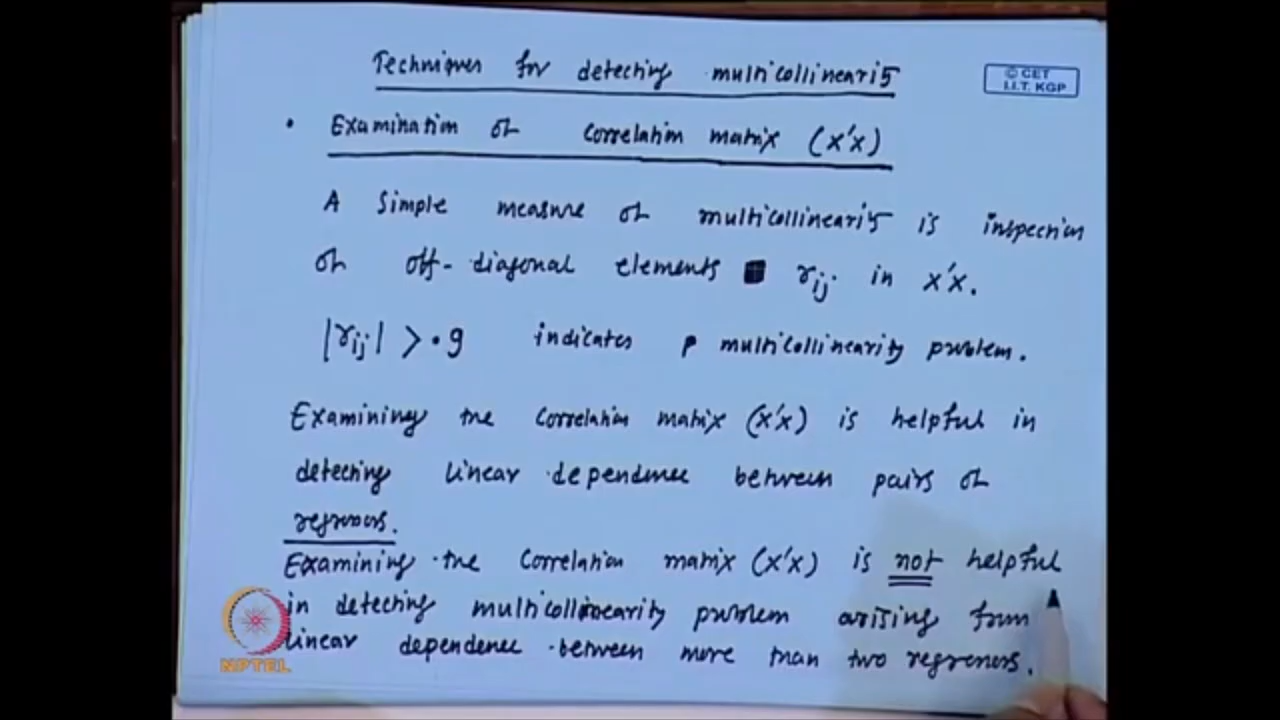 Techniques for detecting multicollinearity
© CET
I.I.T. KGP
• Examination of Correlation matrix (x'x)
A simple measure of multicollinearity is inspection
of off-diagonal elements rij in x'x.
|rij| > .9 indicates multicollinearity problem.
Examining the correlation matrix (x'x) is helpful in
detecting linear dependence between pairs of
regressors.
Examining the correlation matrix (x'x) is not helpful
in detecting multicollinearity problem arising from
linear dependence between more than two regressors.
NPTEL